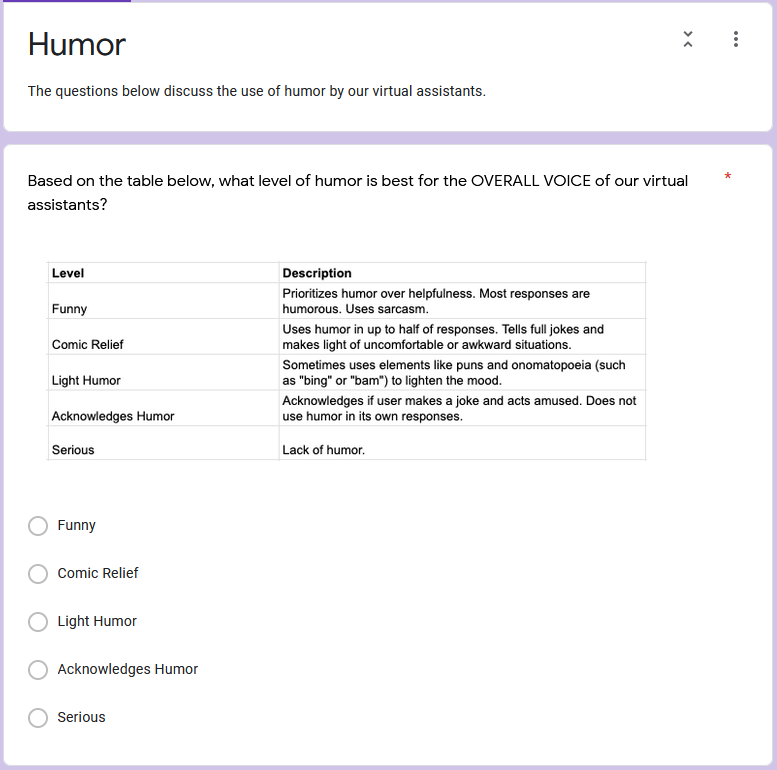 Humor
The questions below discuss the use of humor by our virtual assistants.
Based on the table below, what level of humor is best for the OVERALL VOICE of our virtual *
assistants?
Level Description
Prioritizes humor over helpfulness. Most responses are
Funny humorous. Uses sarcasm.
Uses humor in up to half of responses. Tells full jokes and
Comic Relief makes light of uncomfortable or awkward situations.
Sometimes uses elements like puns and onomatopoeia (such
Light Humor as "bing" or "bam") to lighten the mood.
Acknowledges if user makes a joke and acts amused. Does not
Acknowledges Humor use humor in its own responses.
Serious Lack of humor.
Funny
Comic Relief
Light Humor
Acknowledges Humor
Serious